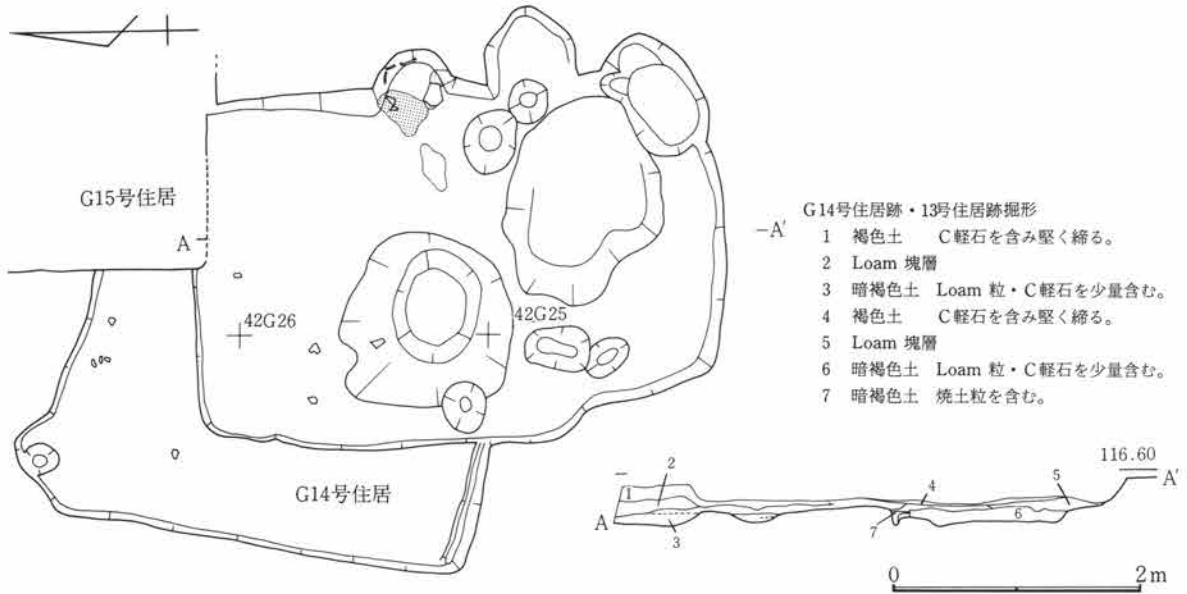 G15号住居
A
A′
42G26
42G25
G14号住居
G14号住居跡・13号住居跡掘形
1 褐色土 C軽石を含み堅く締る。
2 Loam 塊層
3 暗褐色土 Loam 粒・C軽石を少量含む。
4 褐色土 C軽石を含み堅く締る。
5 Loam 塊層
6 暗褐色土 Loam 粒・C軽石を少量含む。
7 暗褐色土 焼土粒を含む。
116.60
A
A′
1
2
3
4
5
6
7
0 2m